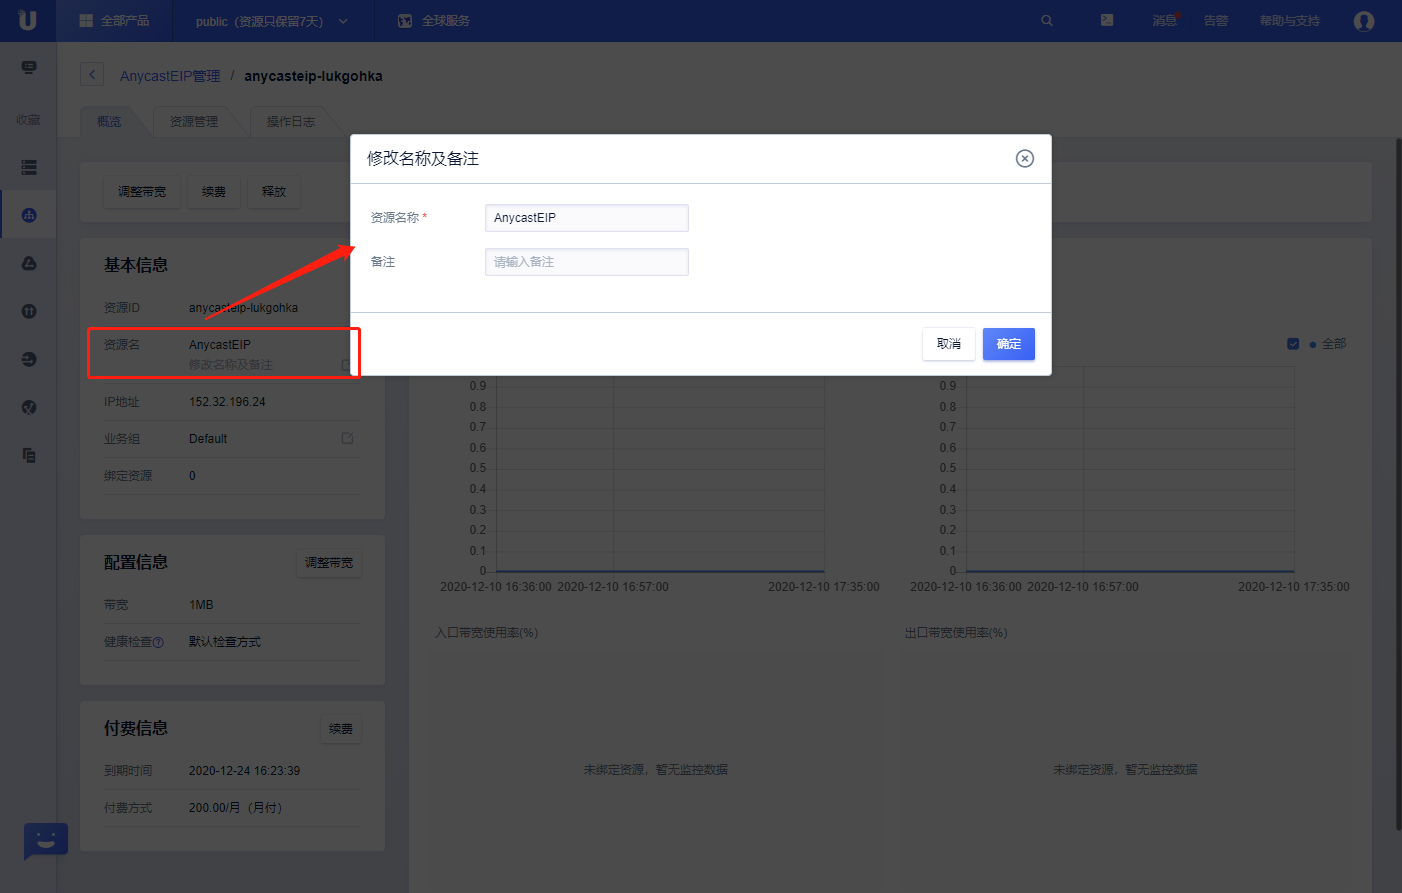 全部产品
public（资源只保留7天）
全球服务
消息
告警
帮助与支持
收藏
AnycastEIP管理 / anycasteip-lukgohka
概览
资源管理
操作日志
调整带宽
续费
释放
修改名称及备注
资源名称 *
AnycastEIP
备注
请输入备注
取消
确定
基本信息
资源ID
anycasteip-lukgohka
资源名
AnycastEIP
修改名称及备注
IP地址
152.32.196.24
业务组
Default
绑定资源
0
配置信息
调整带宽
带宽
1MB
健康检查
默认检查方式
付费信息
续费
到期时间
2020-12-24 16:23:39
付费方式
200.00/月（月付）
全部
0.9
0.8
0.7
0.6
0.5
0.4
0.3
0.2
0.1
0
2020-12-10 16:36:00
2020-12-10 16:57:00
2020-12-10 17:35:00
0.9
0.8
0.7
0.6
0.5
0.4
0.3
0.2
0.1
0
2020-12-10 16:36:00
2020-12-10 16:57:00
2020-12-10 17:35:00
入口带宽使用率(%)
未绑定资源，暂无监控数据
出口带宽使用率(%)
未绑定资源，暂无监控数据